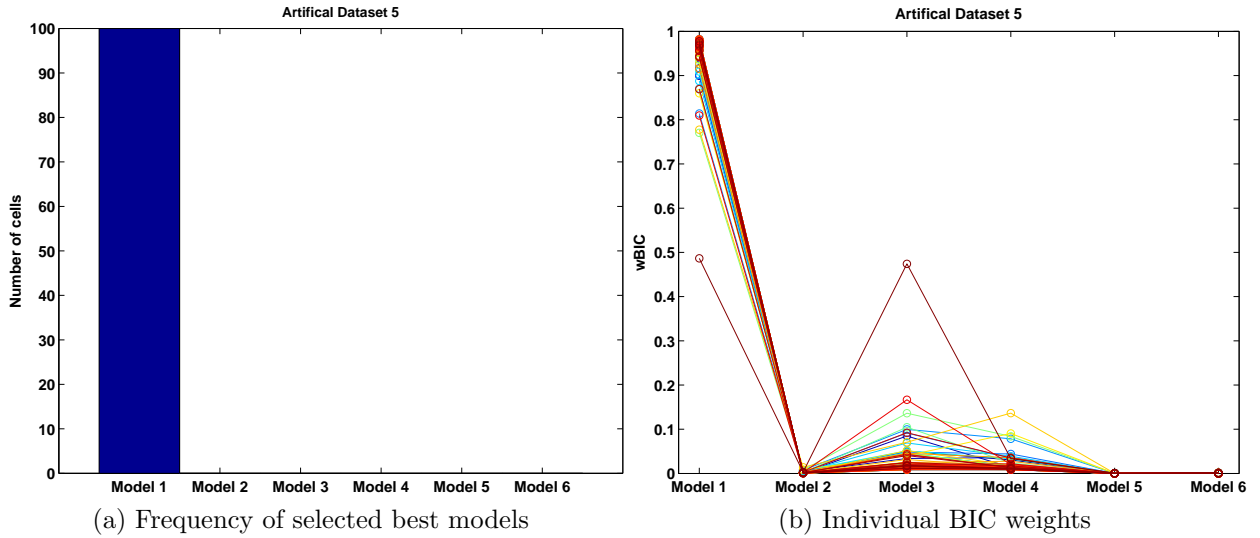 Artifical Dataset 5
Number of cells
100
90
80
70
60
50
40
30
20
10
0
Model 1 Model 2 Model 3 Model 4 Model 5 Model 6
(a) Frequency of selected best models
Artifical Dataset 5
wBIC
1
0.9
0.8
0.7
0.6
0.5
0.4
0.3
0.2
0.1
0
Model 1 Model 2 Model 3 Model 4 Model 5 Model 6
(b) Individual BIC weights